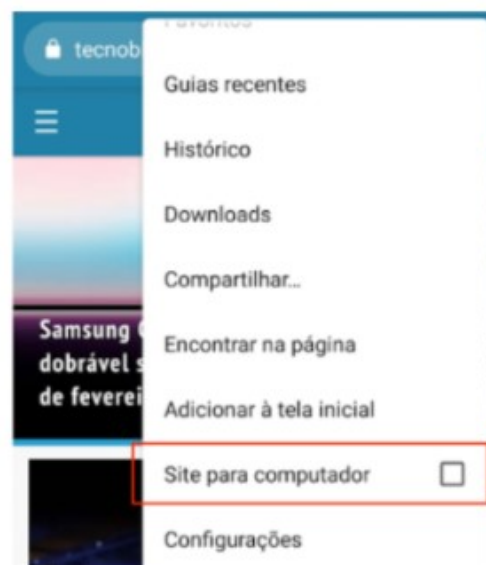 Favoritos
tecnob
Guias recentes
Histórico
Downloads
Compartilhar...
Encontrar na página
Adicionar à tela inicial
Site para computador
Configurações
Samsung
dobrável s
de feverei